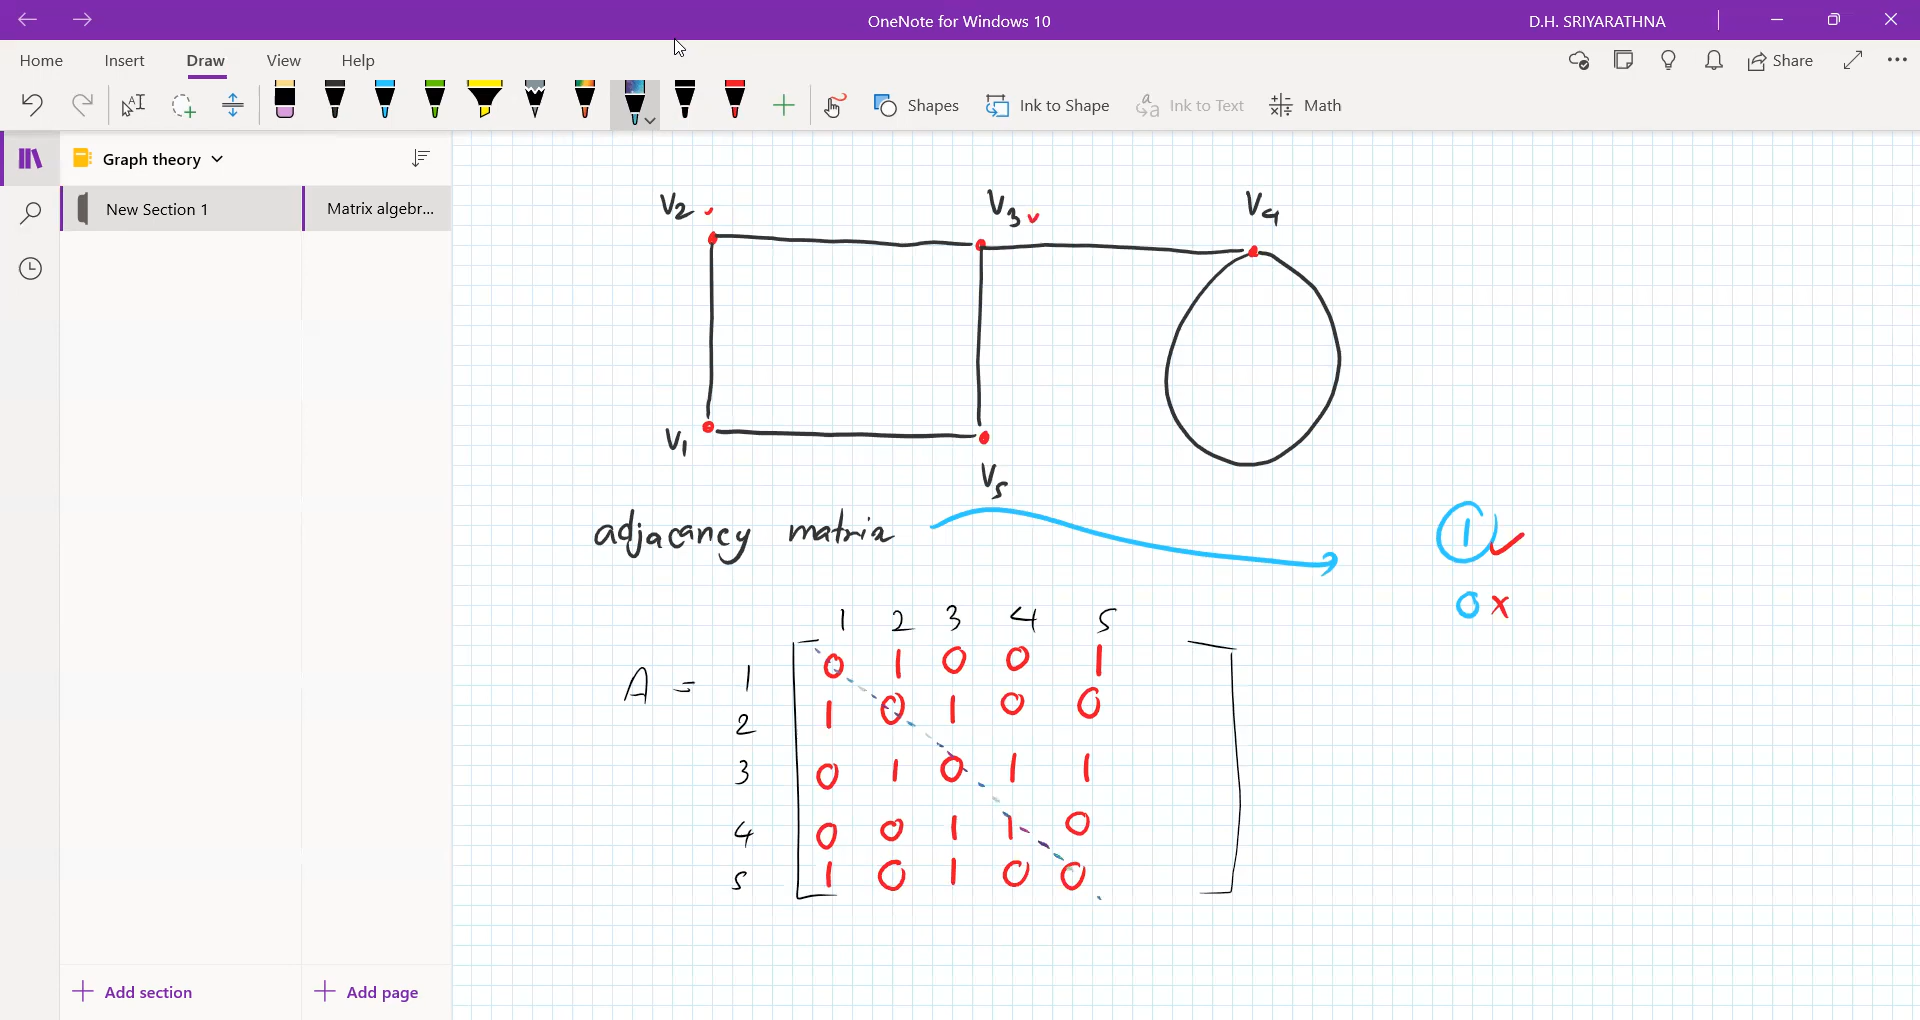 OneNote for Windows 10
D.H. SRIYARATHNA
Home Insert Draw View Help
Share
Shapes Ink to Shape Ink to Text Math
Graph theory
New Section 1
Matrix algebr...
V2 V3 V4
V1
V5
adjacancy matrix
1
0 x
1 2 3 4 5
A = 1 0 1 0 0 1
2 1 0 1 0 0
3 0 1 0 1 1
4 0 0 1 1 0
5 1 0 1 0 0
Add section
Add page